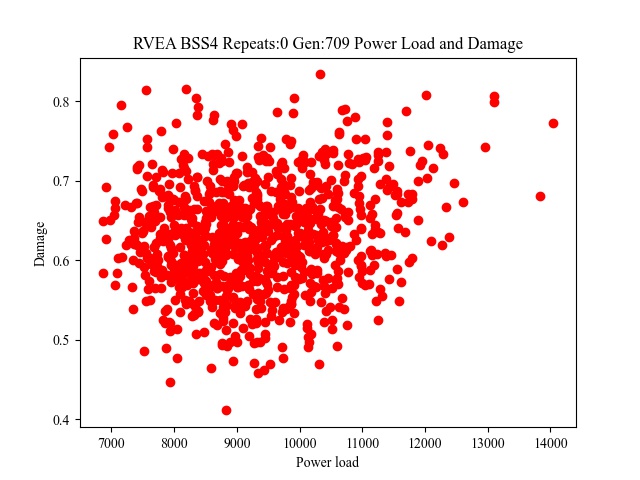 RVEA BSS4 Repeats:0 Gen:709 Power Load and Damage
0.8
0.7
0.6
0.5
0.4
Damage
7000 8000 9000 10000 11000 12000 13000 14000
Power load